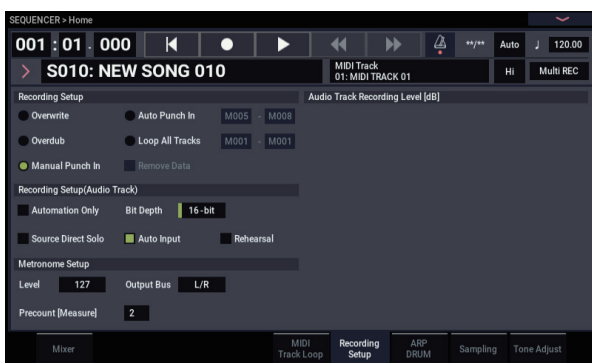 SEQUENCER > Home
001 : 01 . 000 **/** Auto ♩ 120.00
S010: NEW SONG 010
MIDI Track
01: MIDI TRACK 01
Hi Multi REC
Recording Setup
Audio Track Recording Level [dB]
Overwrite Auto Punch In M005 - M008
Overdub Loop All Tracks M001 - M001
Manual Punch In Remove Data
Recording Setup(Audio Track)
Automation Only Bit Depth 16-bit
Source Direct Solo Auto Input Rehearsal
Metronome Setup
Level 127 Output Bus L/R
Precount [Measure] 2
Mixer
MIDI
Track Loop
Recording
Setup
ARP
DRUM
Sampling
Tone Adjust